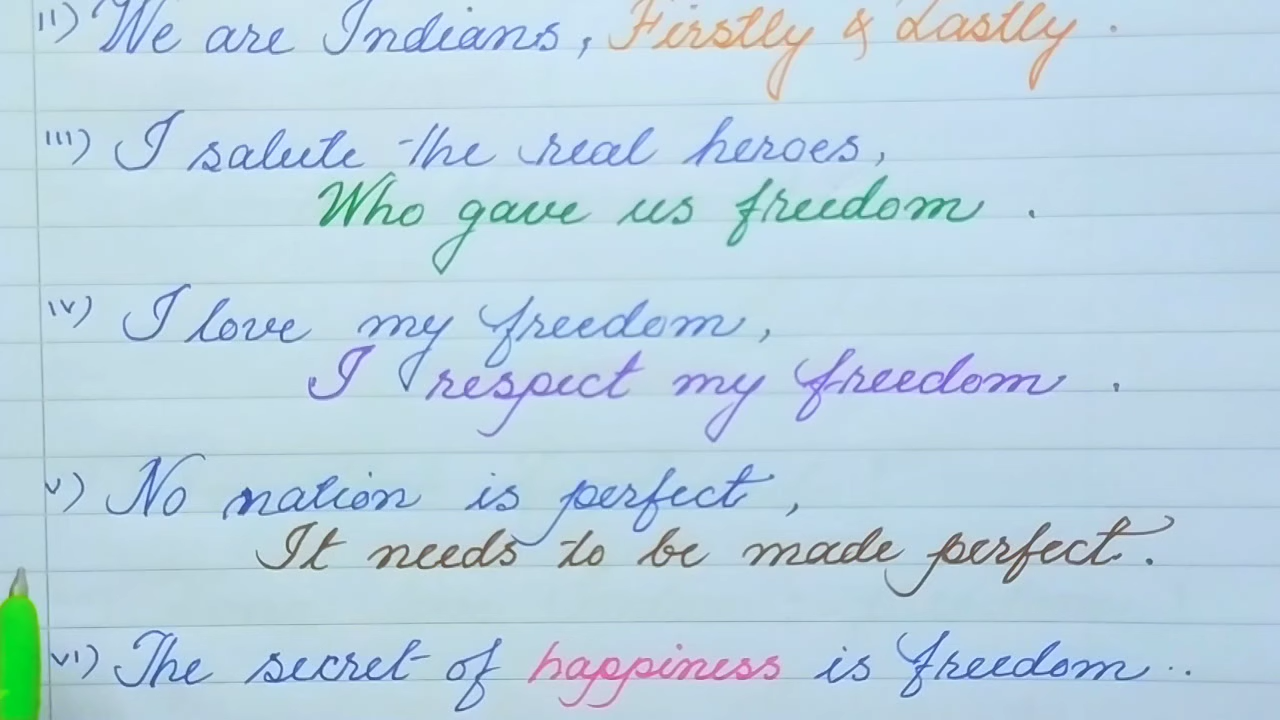 ii) We are Indians, Firstly & Lastly.
iii) I salute the real heroes,
Who gave us freedom.
iv) I love my freedom,
I respect my freedom.
v) No nation is perfect,
It needs to be made perfect.
vi) The secret of happiness is freedom..